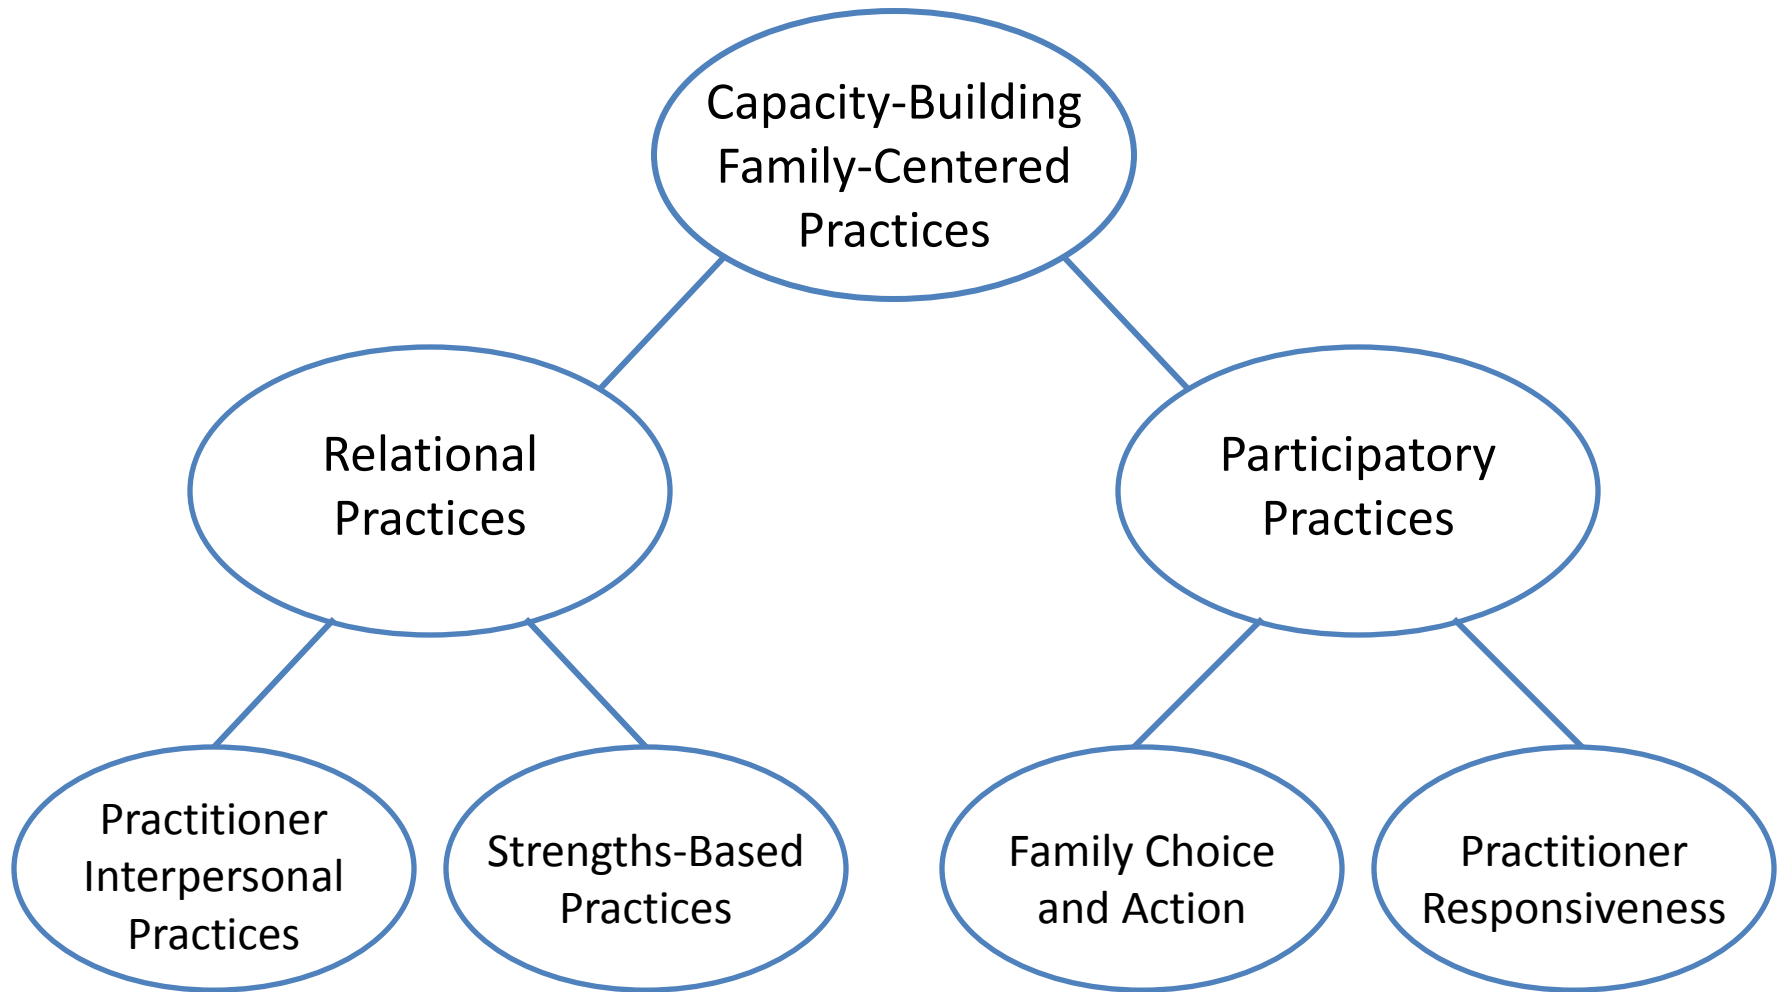 Capacity-Building
Family-Centered
Practices
Relational
Practices
Participatory
Practices
Practitioner
Interpersonal
Practices
Strengths-Based
Practices
Family Choice
and Action
Practitioner
Responsiveness